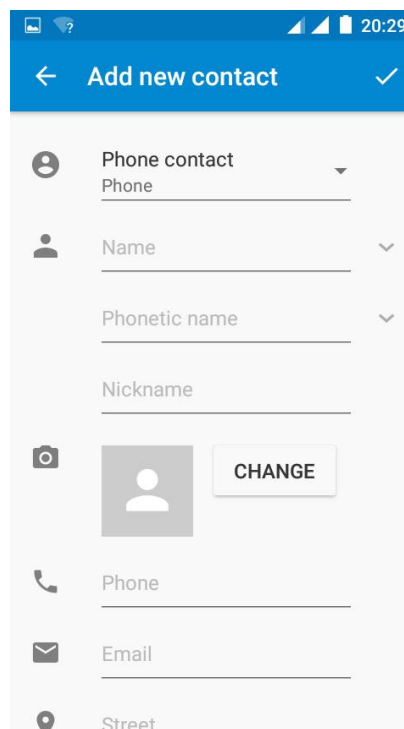 20:29
Add new contact
Phone contact
Phone
Name
Phonetic name
Nickname
CHANGE
Phone
Email
Street